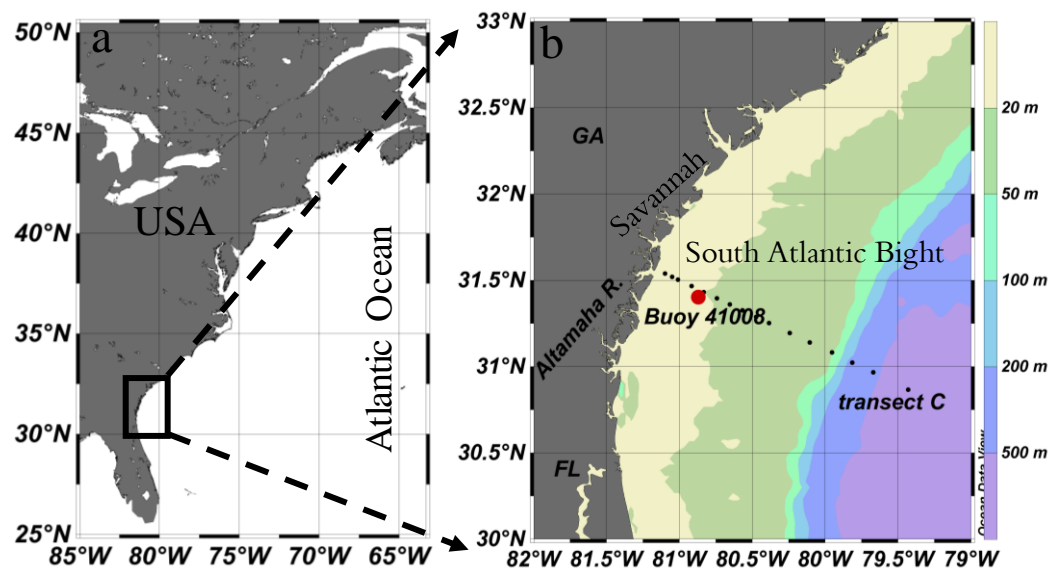 a
50°N
45°N
40°N
35°N
30°N
25°N
85°W 80°W 75°W 70°W 65°W
USA
Atlantic Ocean
b
33°N
32.5°N
32°N
31.5°N
31°N
30.5°N
30°N
82°W 81.5°W 81°W 80.5°W 80°W 79.5°W 79°W
GA
Savannah
South Atlantic Bight
Altamaha R.
Buoy 41008
transect C
FL
20 m
50 m
100 m
200 m
500 m
Ocean Data View